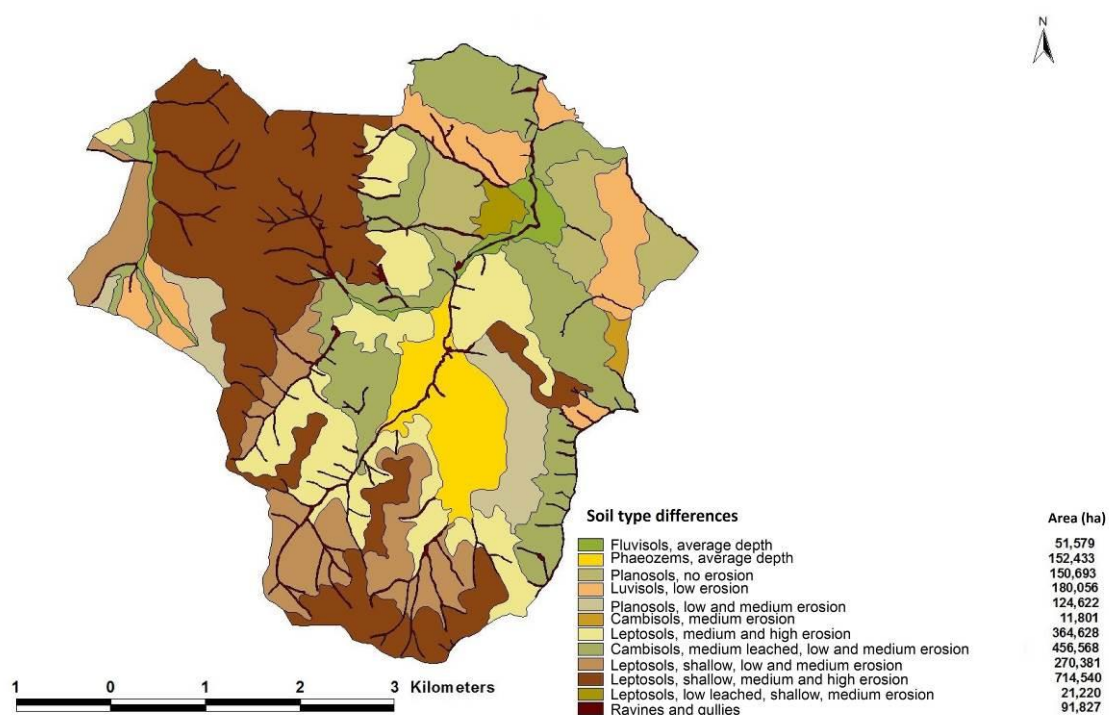 N
Soil type differences Area (ha)
Fluvisols, average depth 51,579
Phaeozems, average depth 152,433
Planosols, no erosion 150,693
Luvisols, low erosion 180,056
Planosols, low and medium erosion 124,622
Cambisols, medium erosion 11,801
Leptosols, medium and high erosion 364,628
Cambisols, medium leached, low and medium erosion 456,568
Leptosols, shallow, low and medium erosion 270,381
Leptosols, shallow, medium and high erosion 714,540
Leptosols, low leached, shallow, medium erosion 21,220
Ravines and gullies 91,827
1 0 1 2 3 Kilometers